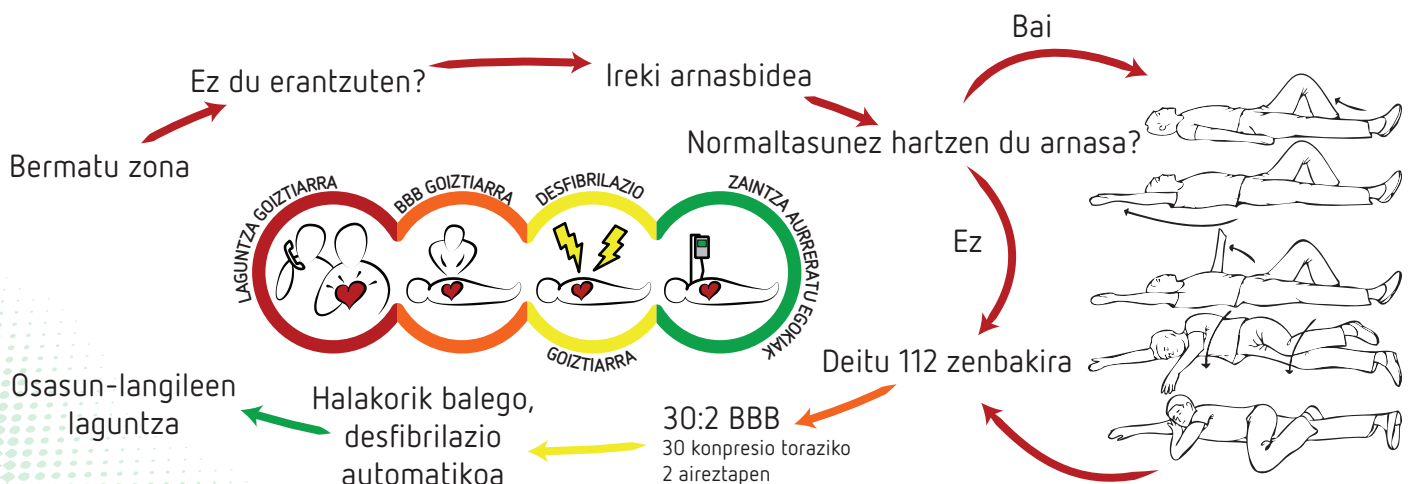 Bermatu zona
Ez du erantzuten?
Ireki arnasbidea
Normaltasunez hartzen du arnasa?
Bai
Ez
Deitu 112 zenbakira
30:2 BBB
30 konpresio toraziko
2 aireztapen
Halakorik balego,
desfibrilazio
automatikoa
Osasun-langileen
laguntza
LAGUNTZA GOIZTIARRA
BBB GOIZTIARRA
DESFIBRILAZIO
GOIZTIARRA
ZAINTZA AURRERATU EGOKIAK